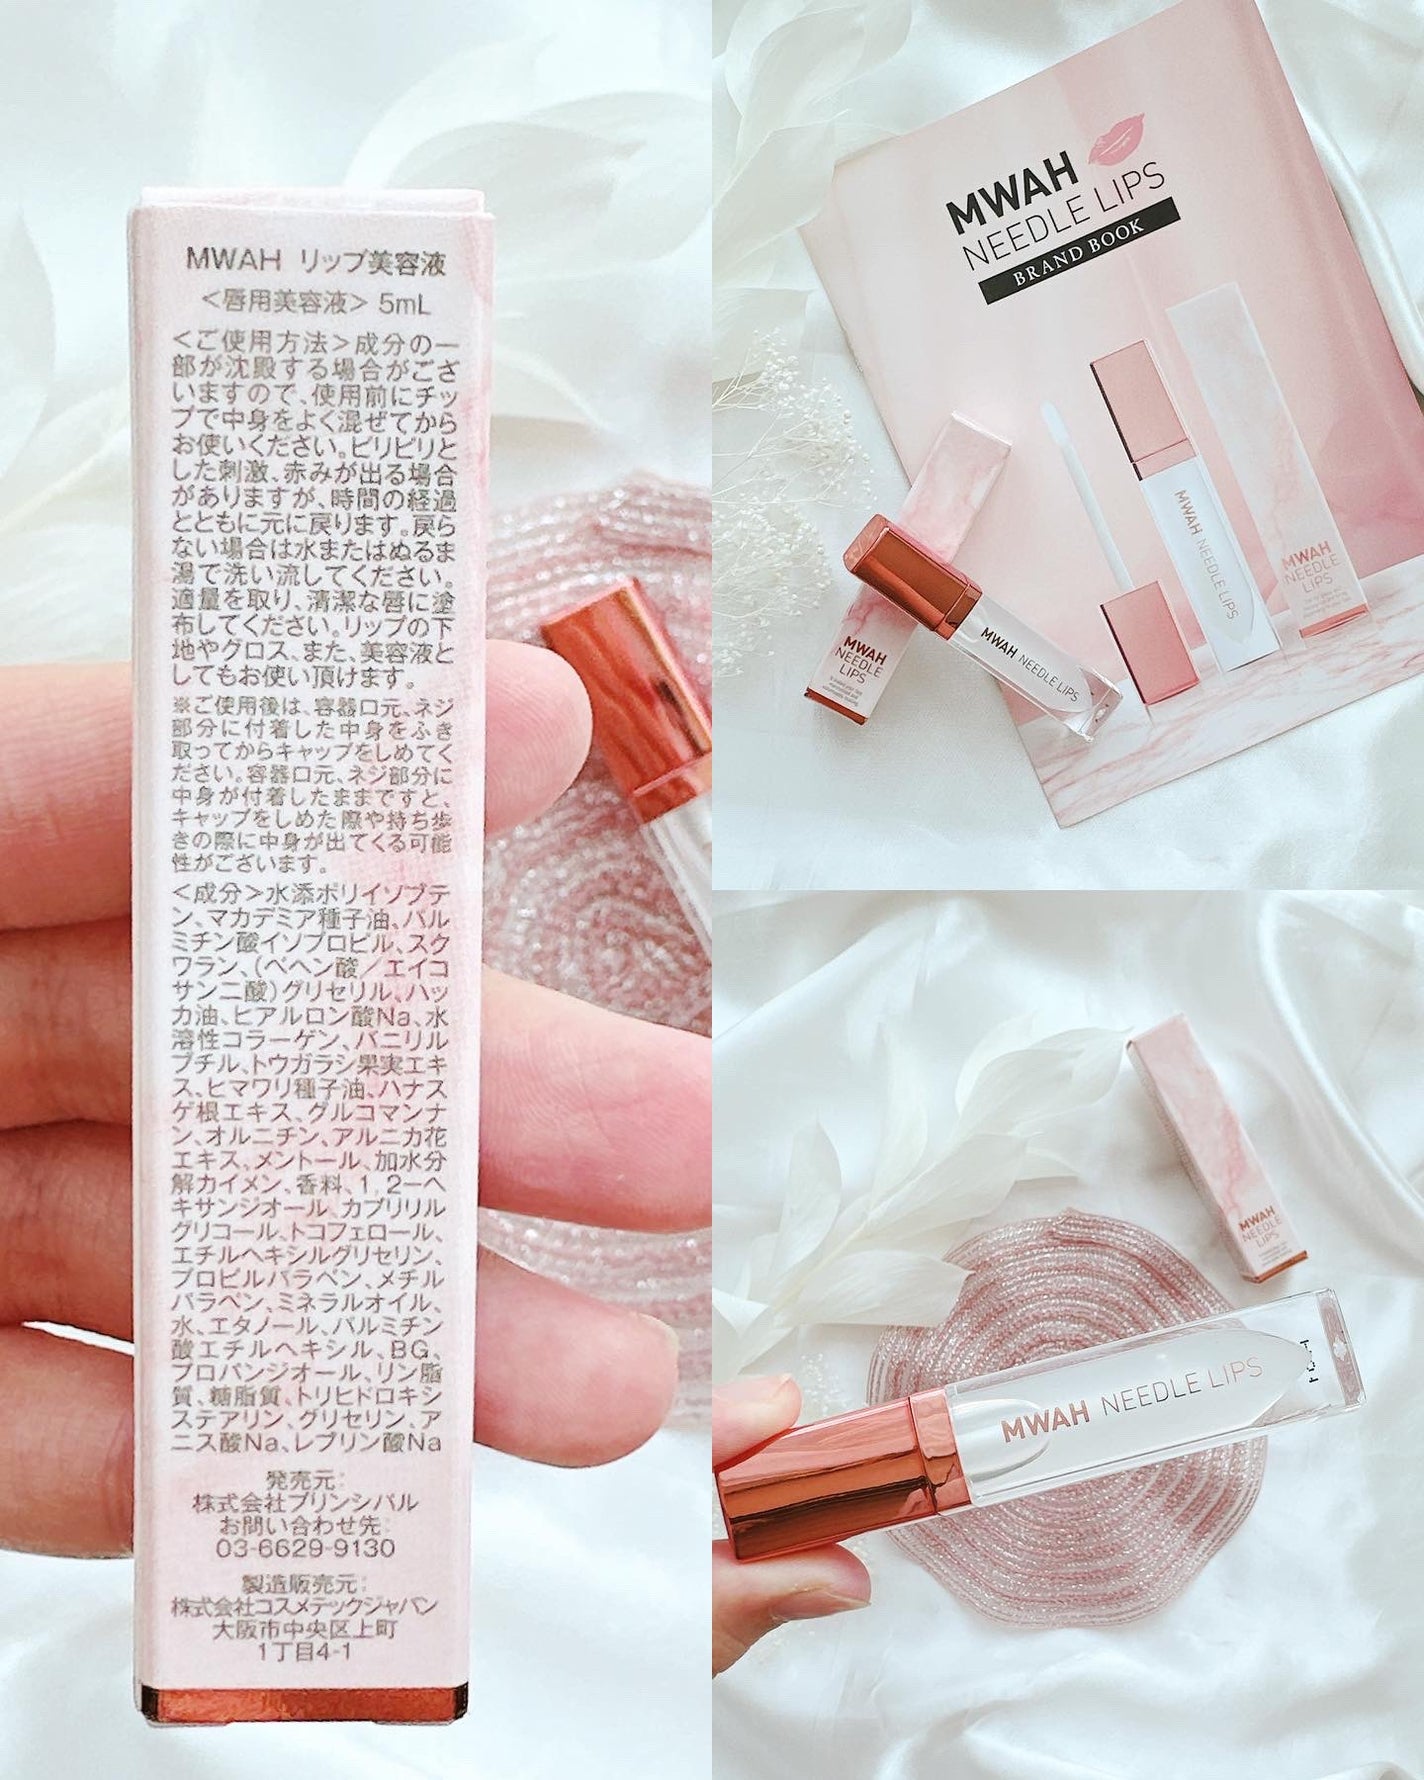 MWAH リップ美容液
＜唇用美容液＞ 5mL
＜ご使用方法＞成分の一
部が沈殿する場合がござ
いますので、使用前にチッ
プで中身をよく混ぜてから
お使いください。ピリピリと
した刺激、赤みが出る場合
がありますが、時間の経過
とともに元に戻ります。戻ら
ない場合は水またはぬるま
湯で洗い流してください。
適量を取り、清潔な唇に塗
布してください。リップの下
地やグロス、また、美容液と
してもお使い頂けます。
※ご使用後は、容器口元、ネジ
部分に付着した中身をふき
取ってからキャップをしめてく
ださい。容器口元、ネジ部分に
中身が付着したままですと、
キャップをしめた際や持ち歩
きの際に中身が出てくる可能
性がございます。
＜成分＞水添ポリイソブテ
ン、マカデミア種子油、パル
ミチン酸イソプロピル、スク
ワラン、（ベヘン酸／エイコ
サン二酸）グリセリル、ハッ
カ油、ヒアルロン酸Na、水
溶性コラーゲン、バニリル
ブチル、トウガラシ果実エキ
ス、ヒマワリ種子油、ハナス
ゲ根エキス、グルコマンナ
ン、オルニチン、アルニカ花
エキス、メントール、加水分
解カイメン、香料、1, 2－ヘ
キサンジオール、カプリリル
グリコール、トコフェロール、
エチルヘキシルグリセリン、
プロピルパラベン、メチル
パラベン、ミネラルオイル、
水、エタノール、パルミチン
酸エチルヘキシル、BG、
プロパンジオール、リン脂
質、糖脂質、トリヒドロキシ
ステアリン、グリセリン、ア
ニス酸Na、レブリン酸Na
発売元：
株式会社プリンシパル
お問い合わせ先：
03-6629-9130
製造販売元：
株式会社コスメテックジャパン
大阪市中央区上町
1丁目4-1
MWAH
NEEDLE LIPS
BRAND BOOK
MWAH NEEDLE LIPS
MWAH
NEEDLE
LIPS
MWAH NEEDLE LIPS
MWAH
NEEDLE
LIPS
MWAH
NEEDLE
LIPS
MWAH NEEDLE LIPS